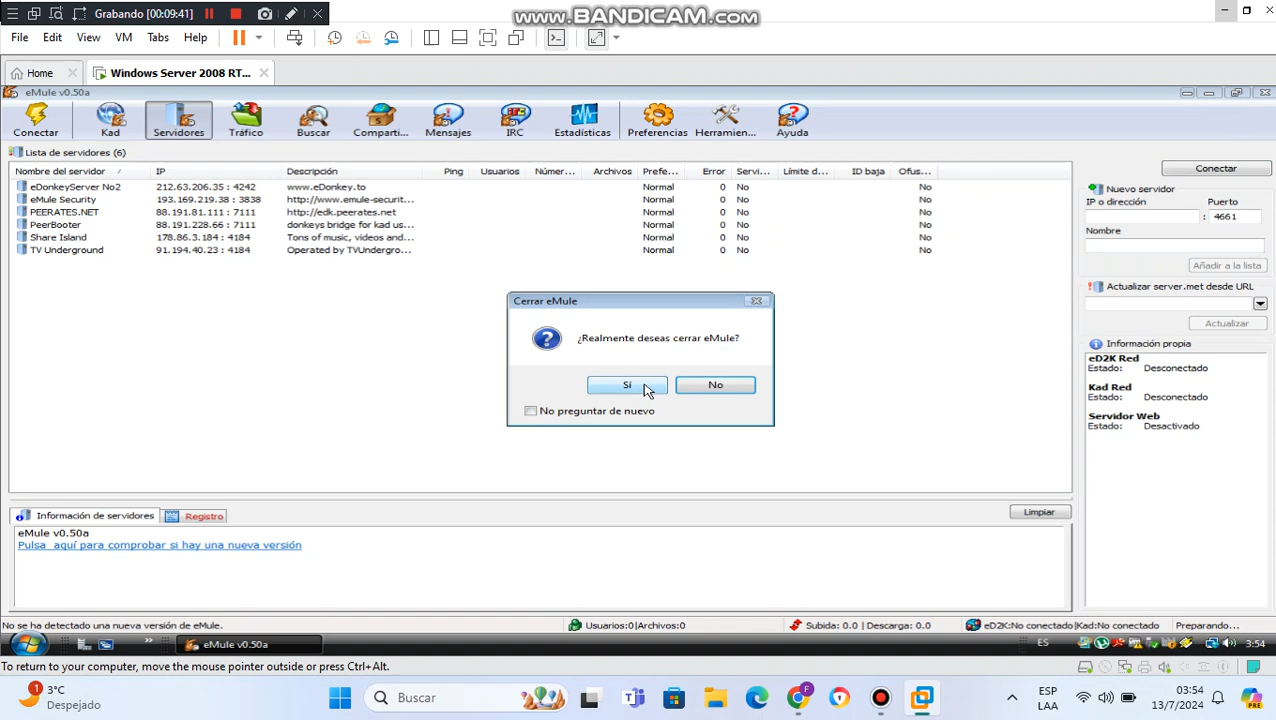 Grabando (00:09:41)
www.BANDICAM.com
File Edit View VM Tabs Help
Home Windows Server 2008 RT...
eMule v0.50a
Conectar Kad Servidores Tráfico Buscar Comparti... Mensajes IRC Estadísticas Preferencias Herramien... Ayuda
Lista de servidores (6)
Nombre del servidor IP Descripción Ping Usuarios Númer... Archivos Prefe... Error Servi... Límite d... ID baja Ofus...
eDonkeyServer No2 212.63.206.35 : 4242 www.eDonkey.to Normal 0 No No
eMule Security 193.169.219.38 : 3838 http://www.emule-securit... Normal 0 No No
PEERATES.NET 88.191.81.111 : 7111 http://edk.peerates.net Normal 0 No No
PeerBooter 88.191.228.66 : 7111 donkeys bridge for kad us... Normal 0 No No
Share Island 178.86.3.184 : 4184 Tons of music, videos and... Normal 0 No No
TV Underground 91.194.40.23 : 4184 Operated by TVUndergro... Normal 0 No No
Conectar
Nuevo servidor
IP o dirección Puerto
: 4661
Nombre
Añadir a la lista
Actualizar server.met desde URL
Actualizar
Información propia
eD2K Red
Estado: Desconectado
Kad Red
Estado: Desconectado
Servidor Web
Estado: Desactivado
Cerrar eMule
¿Realmente deseas cerrar eMule?
Sí No
No preguntar de nuevo
Información de servidores Registro
Limpiar
eMule v0.50a
Pulsa aquí para comprobar si hay una nueva versión
No se ha detectado una nueva versión de eMule. Usuarios:0|Archivos:0 Subida: 0.0 | Descarga: 0.0 eD2K:No conectado|Kad:No conectado Preparando...
» eMule v0.50a ES 3:54
To return to your computer, move the mouse pointer outside or press Ctrl+Alt.
1 3°C
Despejado
Buscar
F
ESP
LAA
03:54
13/7/2024
PRE